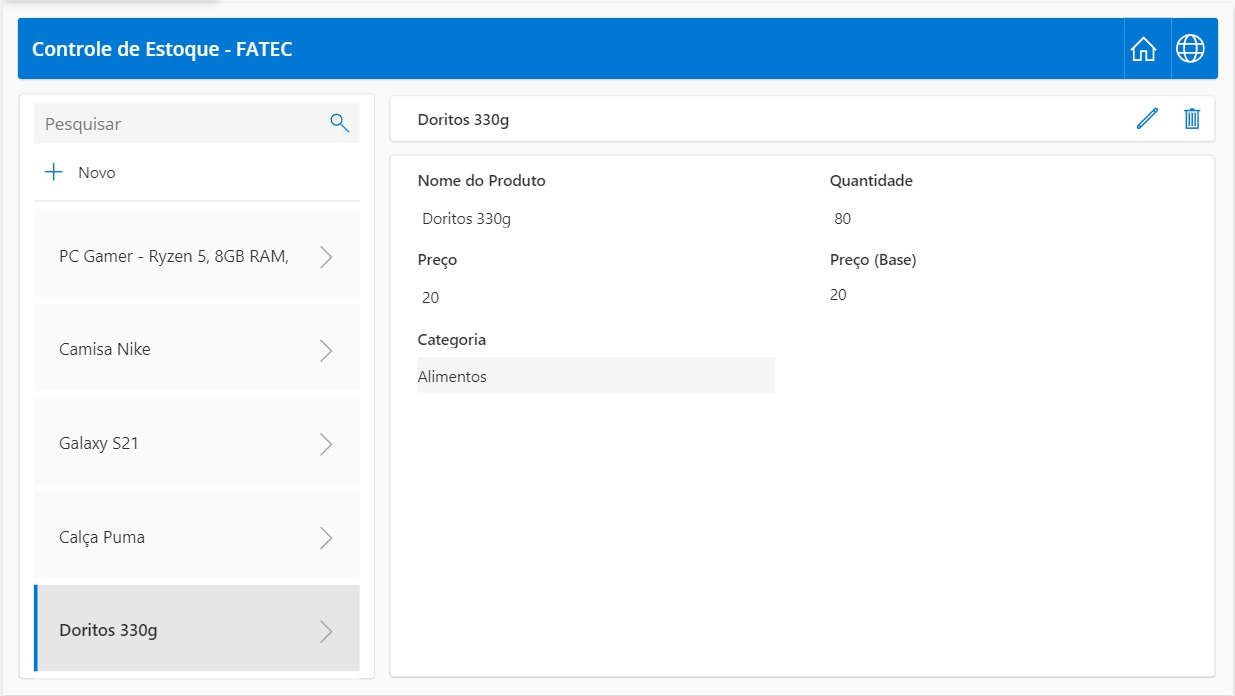 Controle de Estoque - FATEC
Pesquisar
Novo
PC Gamer - Ryzen 5, 8GB RAM,
Camisa Nike
Galaxy S21
Calça Puma
Doritos 330g
Doritos 330g
Nome do Produto
Doritos 330g
Quantidade
80
Preço
20
Preço (Base)
20
Categoria
Alimentos